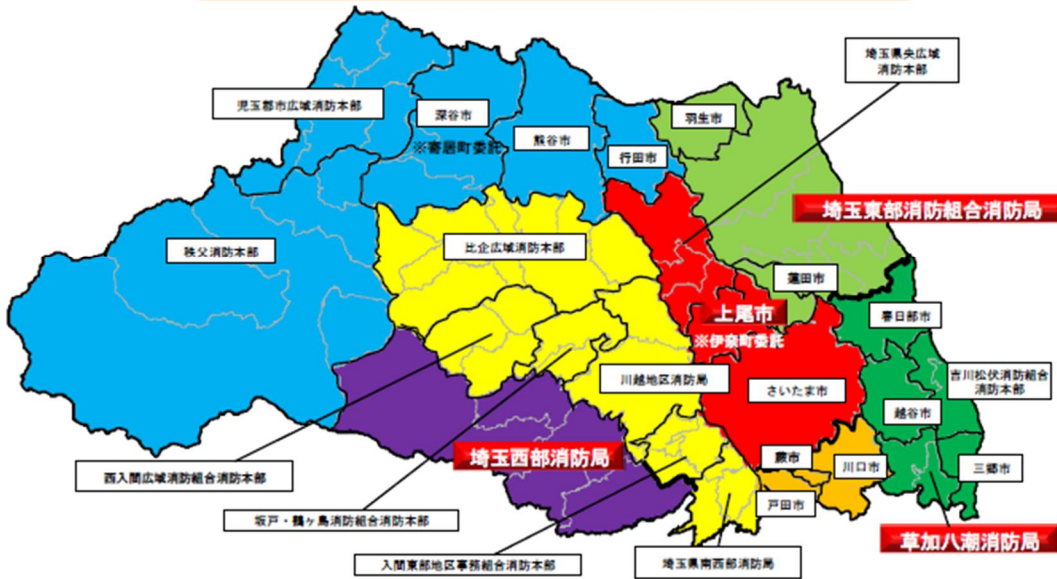 埼玉県央広域
消防本部
児玉郡市広域消防本部
深谷市
※寄居町委託
熊谷市
行田市
羽生市
埼玉東部消防組合消防局
秩父消防本部
比企広域消防本部
蓮田市
上尾市
※伊奈町委託
春日部市
吉川松伏消防組合
消防本部
川越地区消防局
さいたま市
越谷市
埼玉西部消防局
蕨市
川口市
三郷市
西入間広域消防組合消防本部
戸田市
坂戸・鶴ヶ島消防組合消防本部
草加八潮消防局
入間東部地区事務組合消防本部
埼玉県南西部消防局